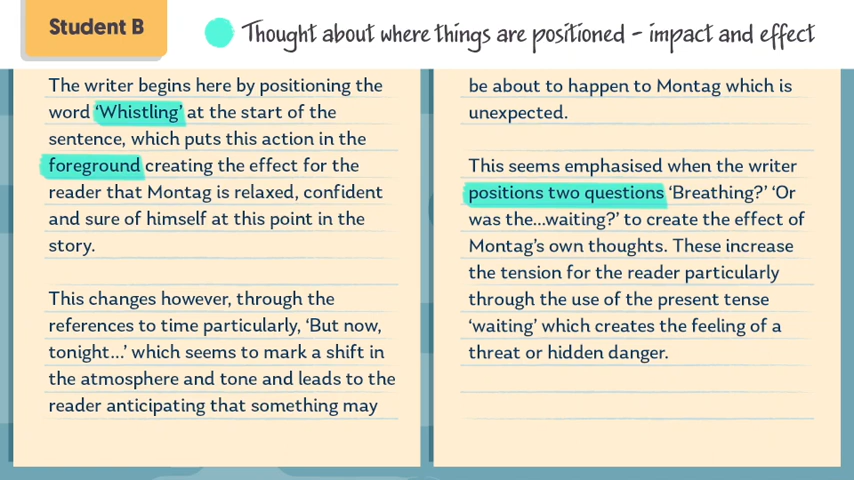 Student B
Thought about where things are positioned - impact and effect
The writer begins here by positioning the
word ‘Whistling’ at the start of the
sentence, which puts this action in the
foreground creating the effect for the
reader that Montag is relaxed, confident
and sure of himself at this point in the
story.
This changes however, through the
references to time particularly, ‘But now,
tonight...’ which seems to mark a shift in
the atmosphere and tone and leads to the
reader anticipating that something may
be about to happen to Montag which is
unexpected.
This seems emphasised when the writer
positions two questions ‘Breathing?’ ‘Or
was the...waiting?’ to create the effect of
Montag’s own thoughts. These increase
the tension for the reader particularly
through the use of the present tense
‘waiting’ which creates the feeling of a
threat or hidden danger.